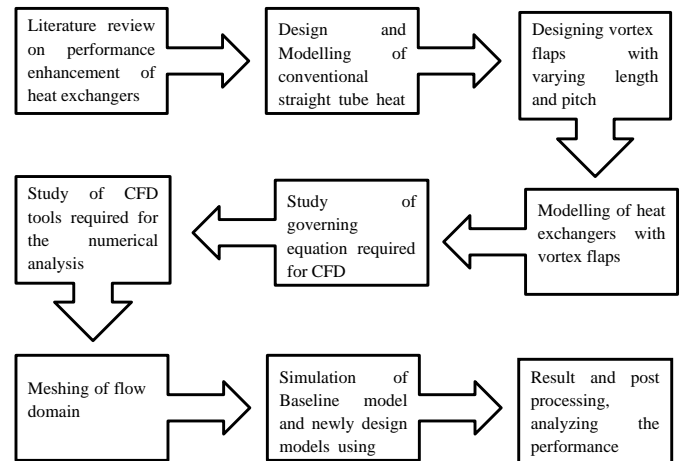 Literature review
on performance
enhancement of
heat exchangers
Design and
Modelling of
conventional
straight tube heat
Designing vortex
flaps with
varying length
and pitch
Modelling of heat
exchangers with
vortex flaps
Study of
governing
equation required
for CFD
Study of CFD
tools required for
the numerical
analysis
Meshing of flow
domain
Simulation of
Baseline model
and newly design
models using
Result and post
processing,
analyzing the
performance